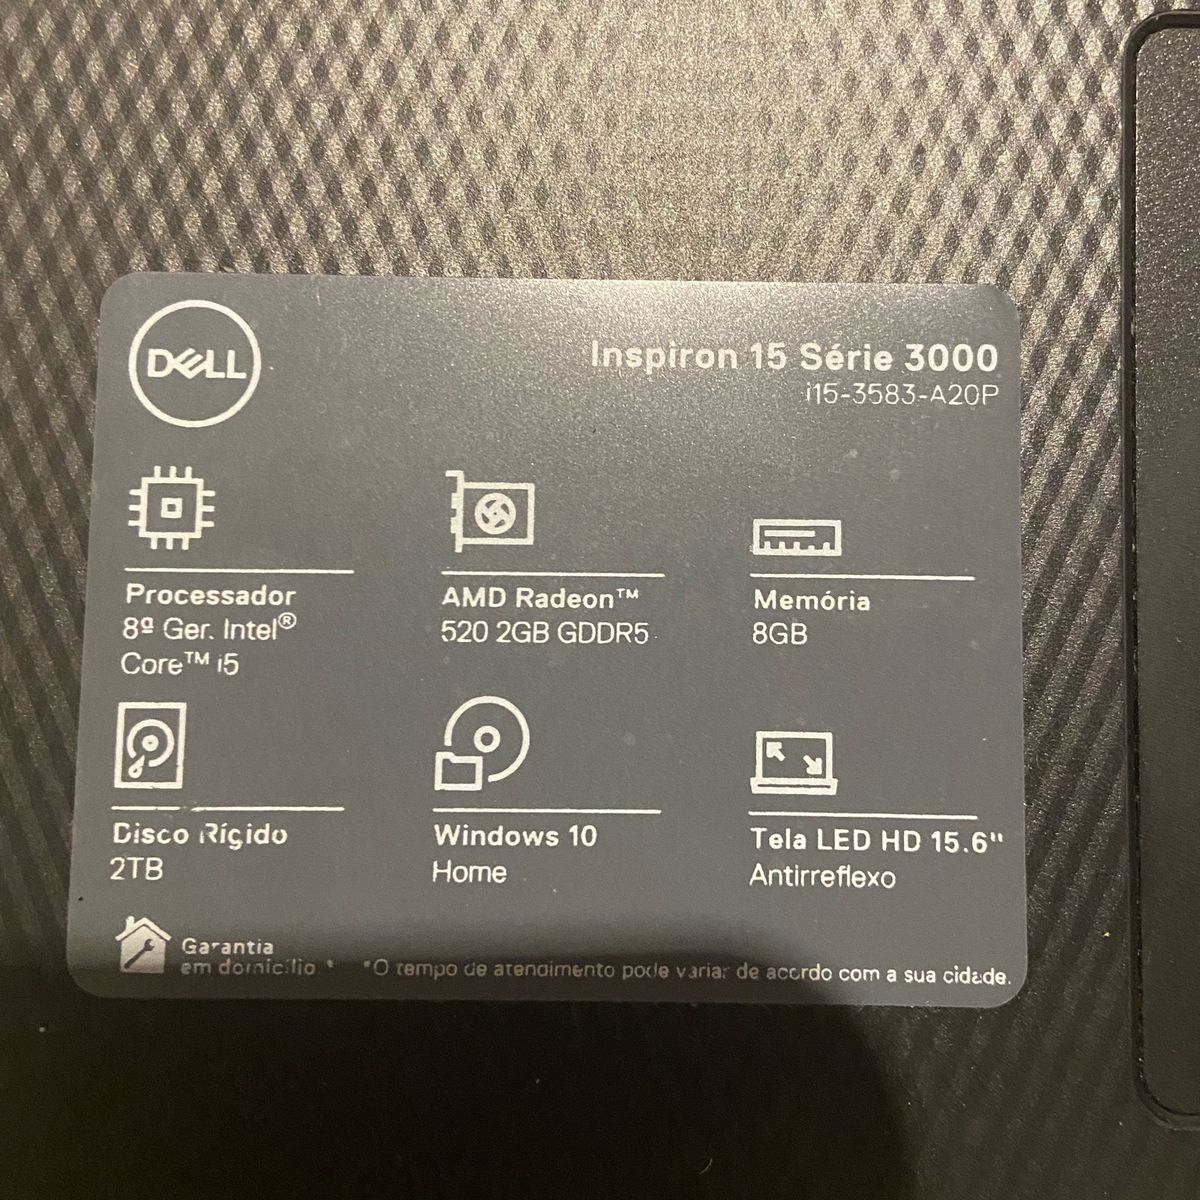 DELL
Inspiron 15 Série 3000
i15-3583-A20P
Processador
8º Ger. Intel®
Core™ i5
AMD Radeon™
520 2GB GDDR5
Memória
8GB
Disco Rígido
2TB
Windows 10
Home
Tela LED HD 15.6"
Antirreflexo
Garantia
em domicílio *
*O tempo de atendimento pode variar de acordo com a sua cidade.